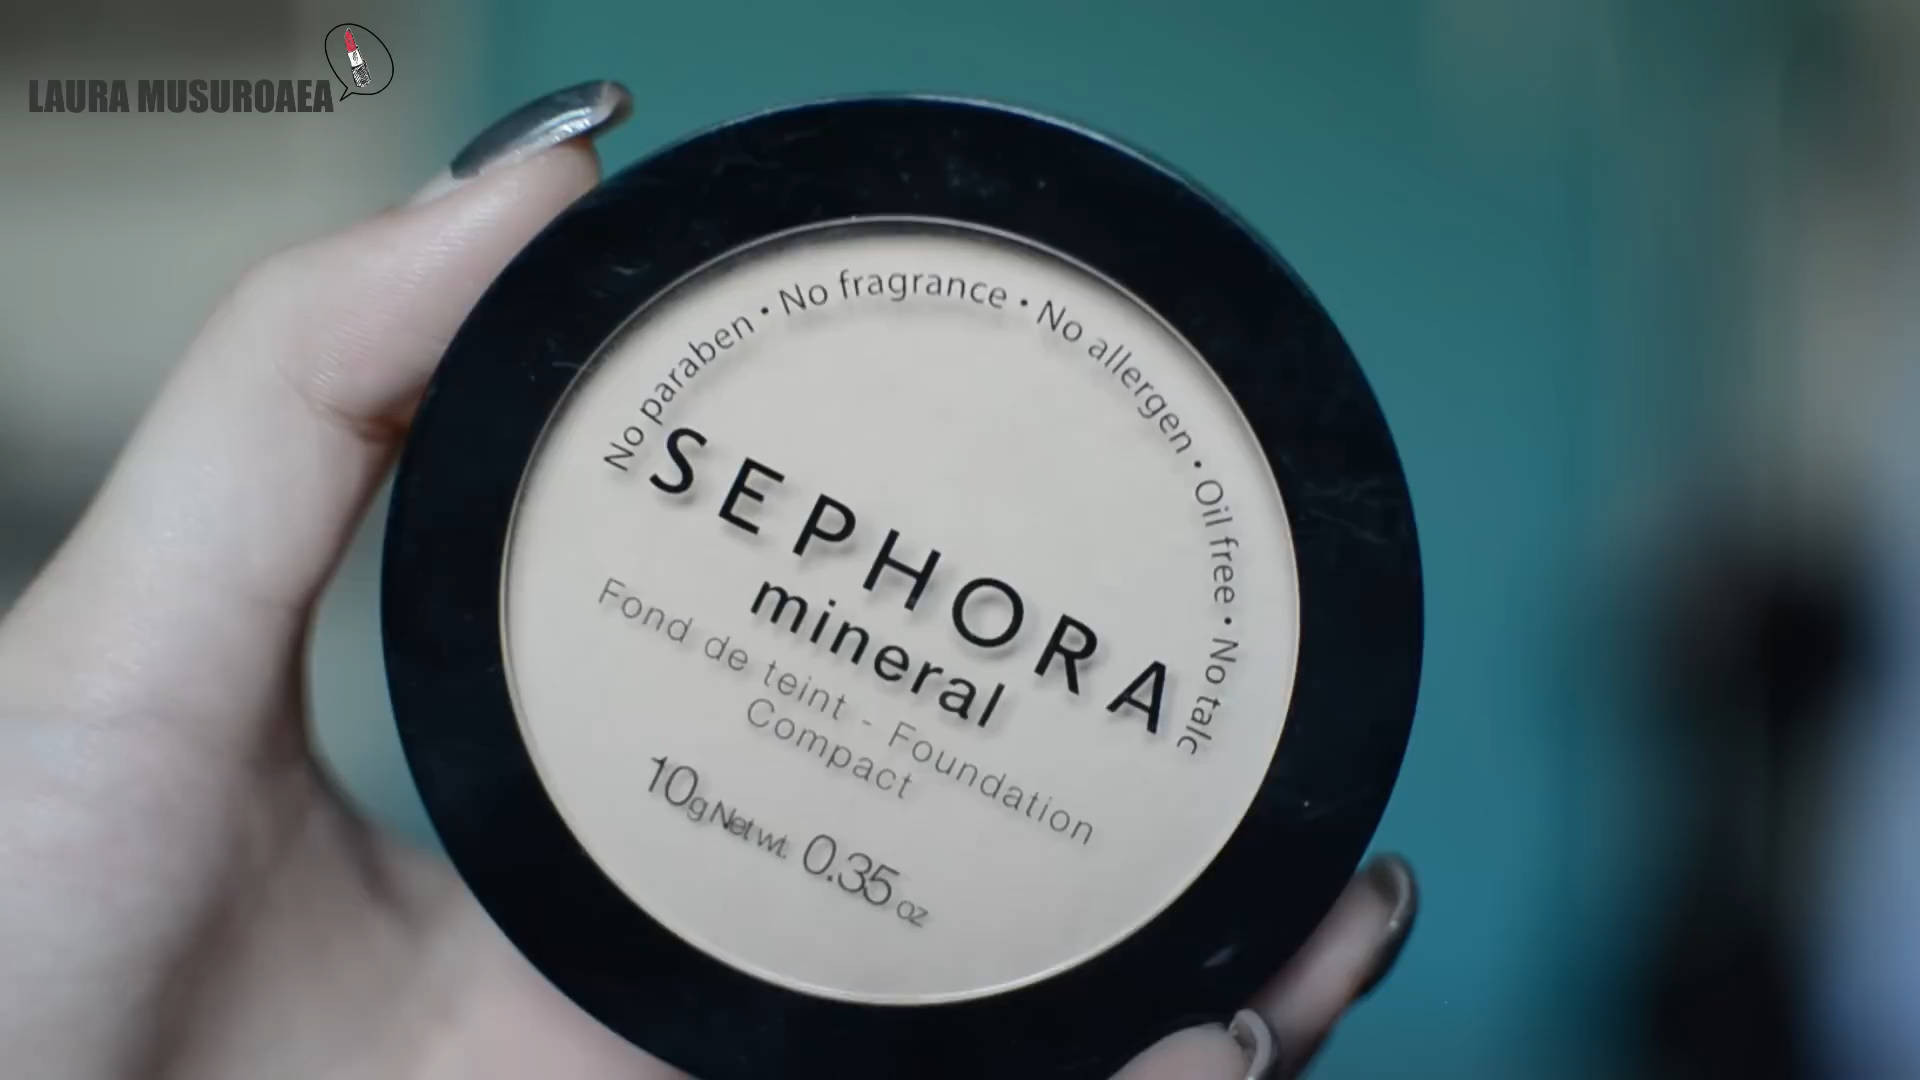 LAURA MUSUROAEA
No paraben • No fragrance • No allergen • Oil free • No talc
SEPHORA
mineral
Fond de teint - Foundation
Compact
10g Net wt. 0.35 oz